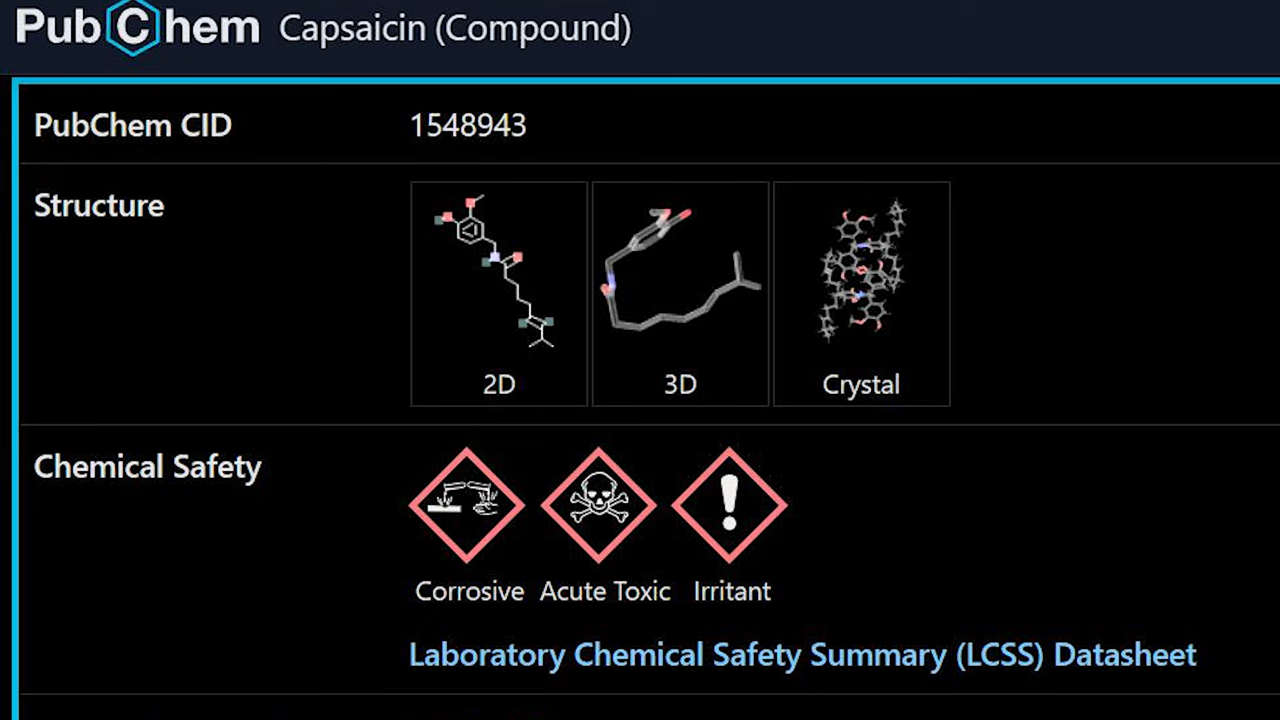 PubChem Capsaicin (Compound)
PubChem CID 1548943
Structure
2D 3D Crystal
Chemical Safety
Corrosive Acute Toxic Irritant
Laboratory Chemical Safety Summary (LCSS) Datasheet